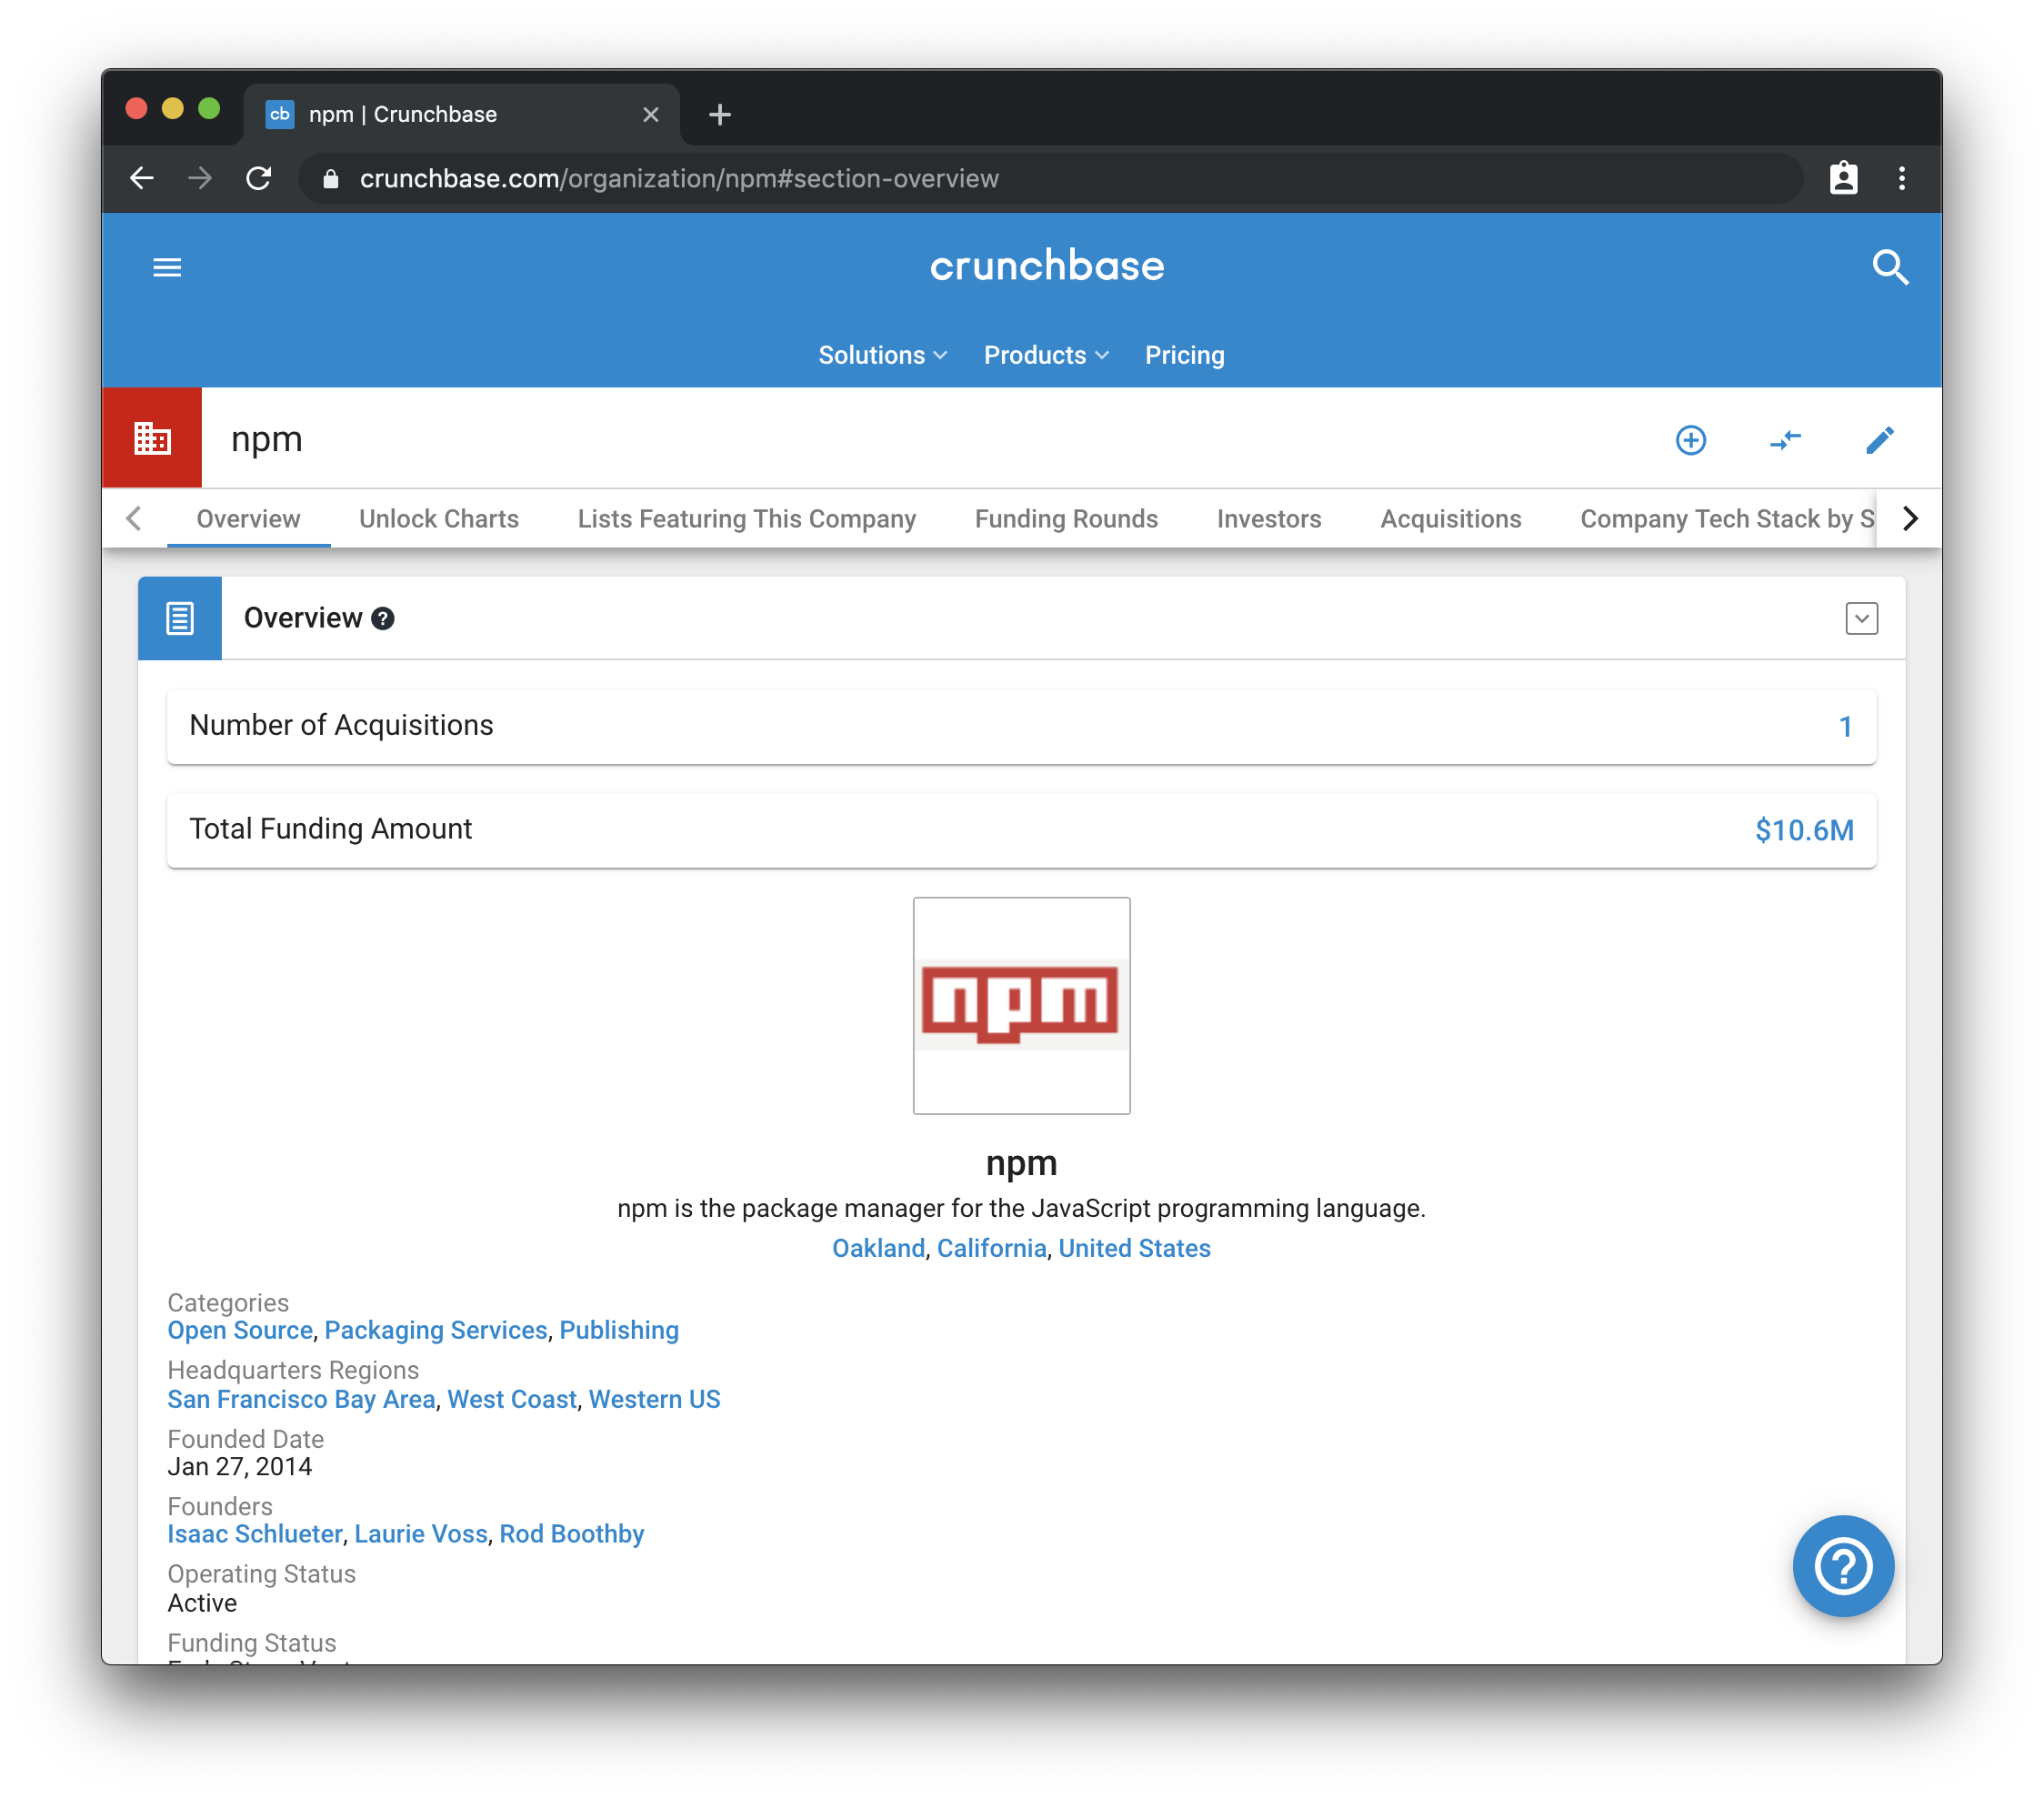 cb npm | Crunchbase
crunchbase.com/organization/npm#section-overview
crunchbase
Solutions Products Pricing
npm
Overview Unlock Charts Lists Featuring This Company Funding Rounds Investors Acquisitions Company Tech Stack by S
Overview ?
Number of Acquisitions 1
Total Funding Amount $10.6M
npm
npm
npm is the package manager for the JavaScript programming language.
Oakland, California, United States
Categories
Open Source, Packaging Services, Publishing
Headquarters Regions
San Francisco Bay Area, West Coast, Western US
Founded Date
Jan 27, 2014
Founders
Isaac Schlueter, Laurie Voss, Rod Boothby
Operating Status
Active
?
Funding Status